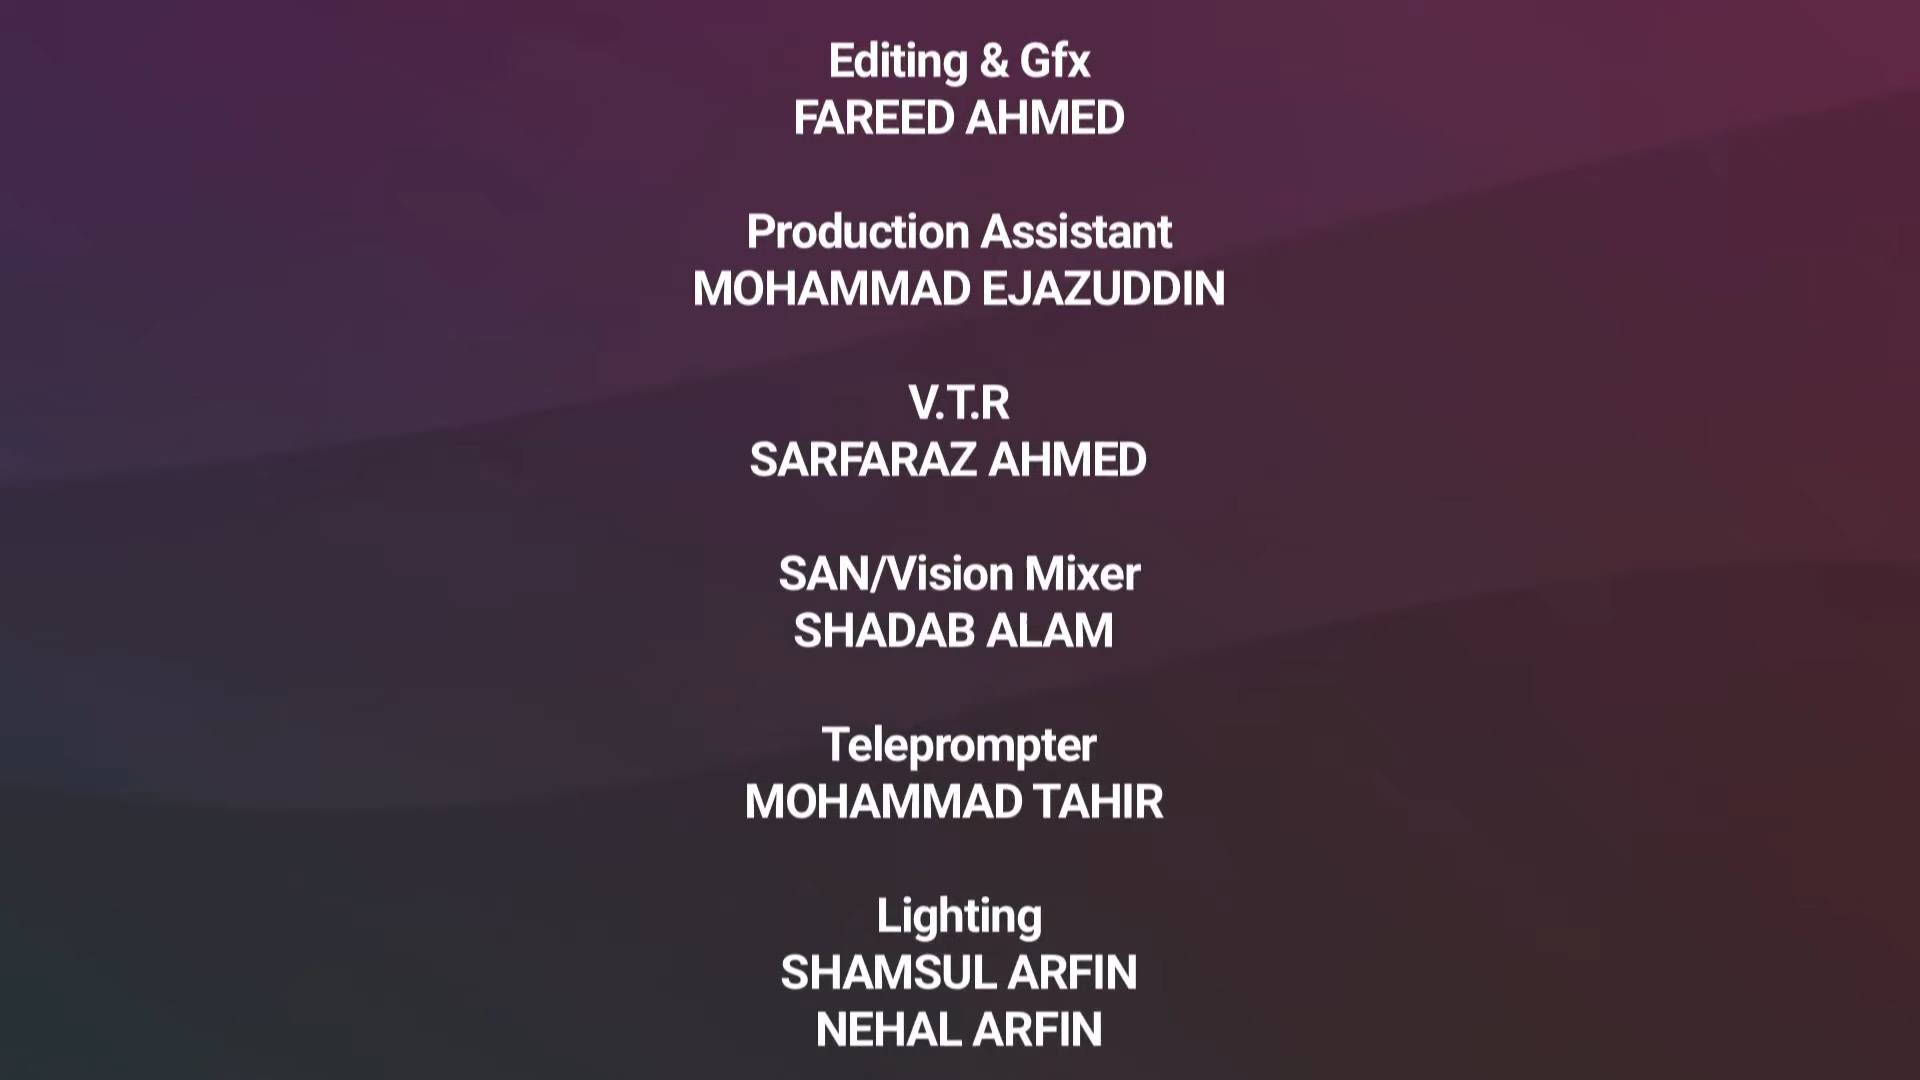 Editing & Gfx
FAREED AHMED
Production Assistant
MOHAMMAD EJAZUDDIN
V.T.R
SARFARAZ AHMED
SAN/Vision Mixer
SHADAB ALAM
Teleprompter
MOHAMMAD TAHIR
Lighting
SHAMSUL ARFIN
NEHAL ARFIN